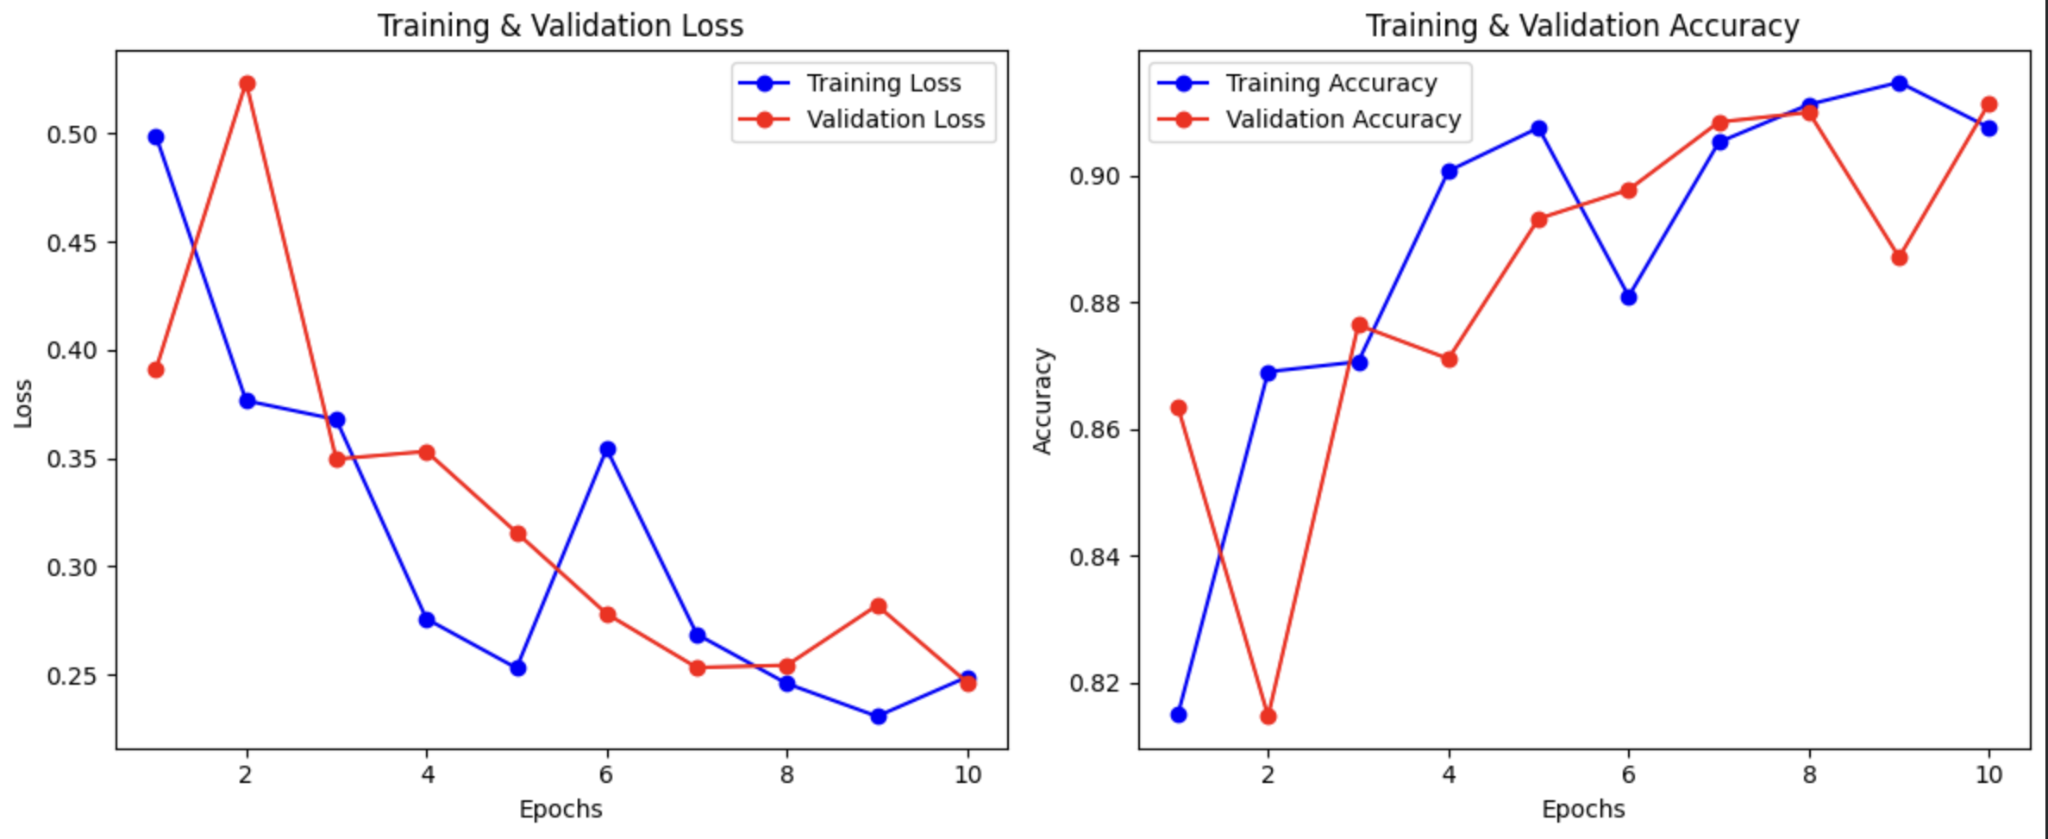 Training & Validation Loss
Training Loss
Validation Loss
0.50
0.45
0.40
0.35
0.30
0.25
Loss
2 4 6 8 10
Epochs
Training & Validation Accuracy
Training Accuracy
Validation Accuracy
0.90
0.88
0.86
0.84
0.82
Accuracy
2 4 6 8 10
Epochs